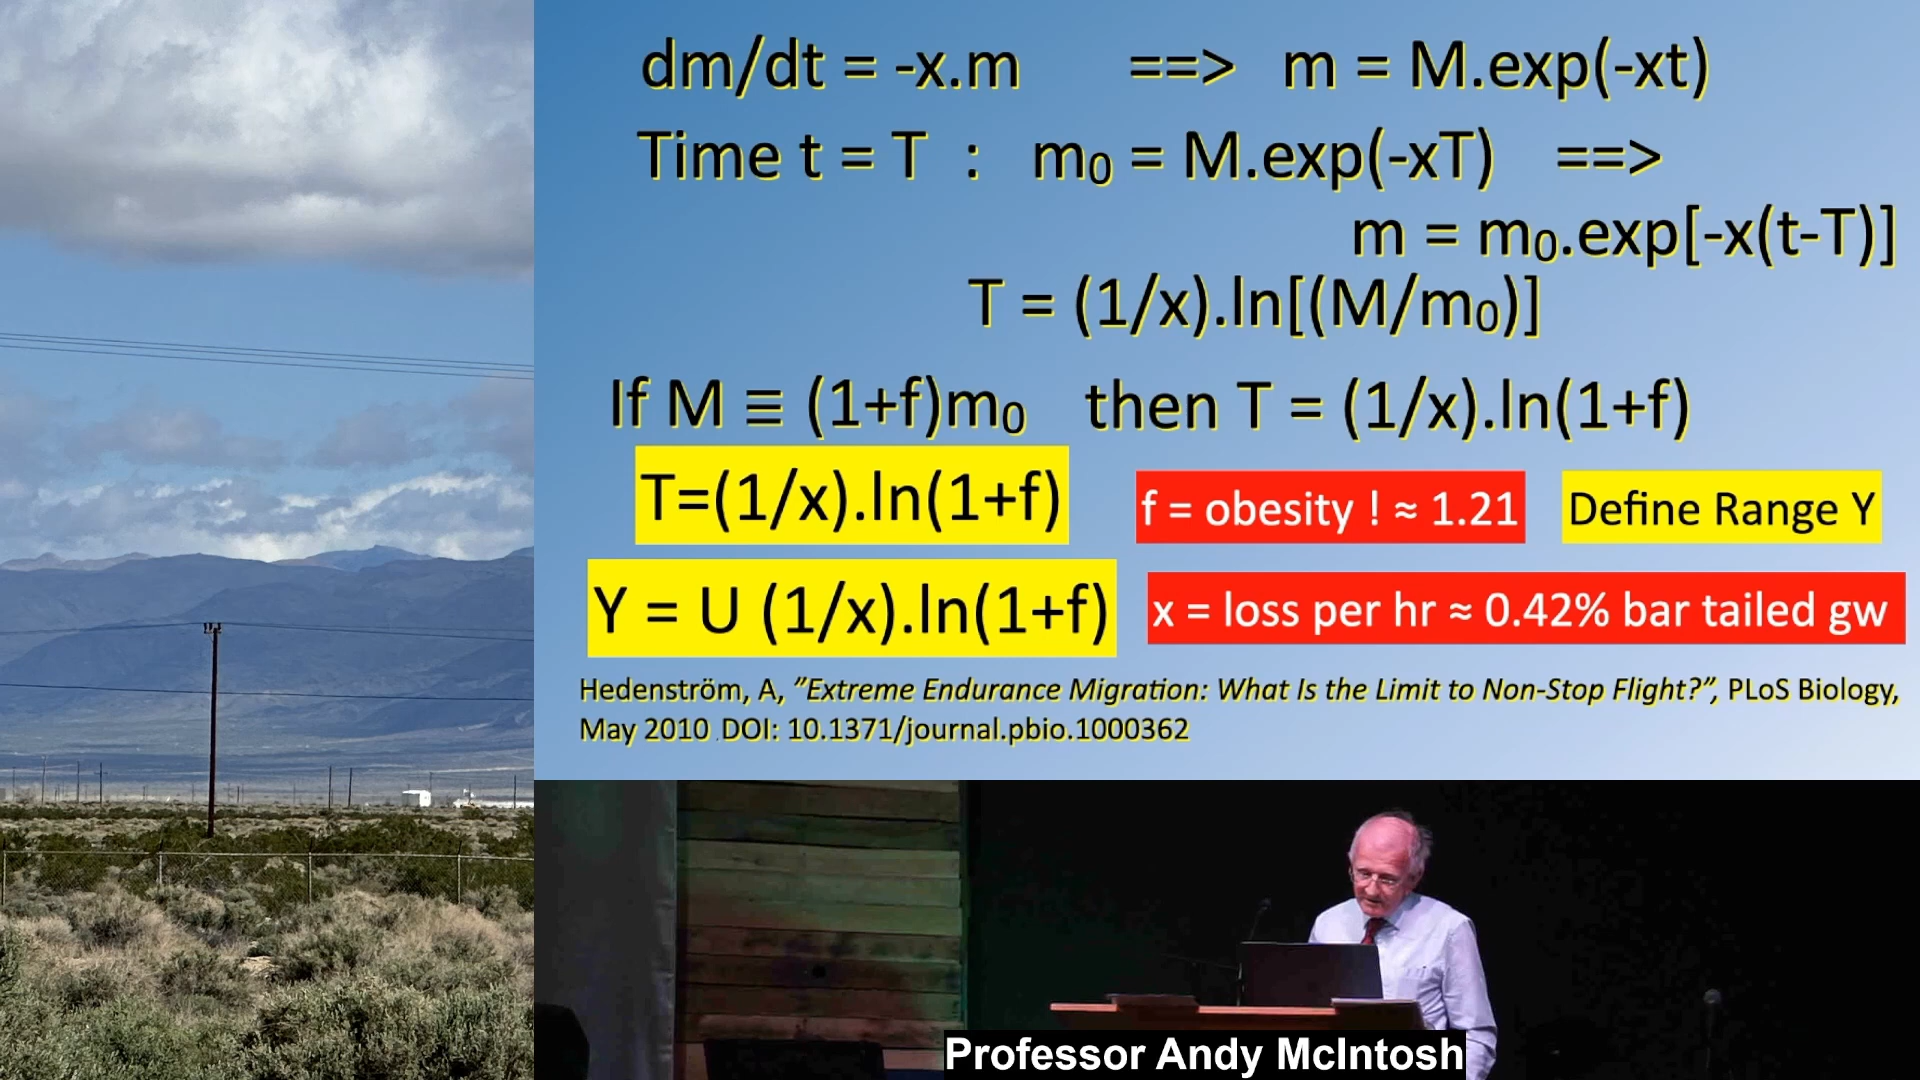 dm/dt = -x.m ==> m = M.exp(-xt)
Time t = T : m₀ = M.exp(-xT) ==>
m = m₀.exp[-x(t-T)]
T = (1/x).ln[(M/m₀)]
If M ≡ (1+f)m₀ then T = (1/x).ln(1+f)
T=(1/x).ln(1+f)
f = obesity ! ≈ 1.21
Define Range Y
Y = U (1/x).ln(1+f)
x = loss per hr ≈ 0.42% bar tailed gw
Hedenström, A, ”Extreme Endurance Migration: What Is the Limit to Non-Stop Flight?”, PLoS Biology,
May 2010 .DOI: 10.1371/journal.pbio.1000362
Professor Andy McIntosh